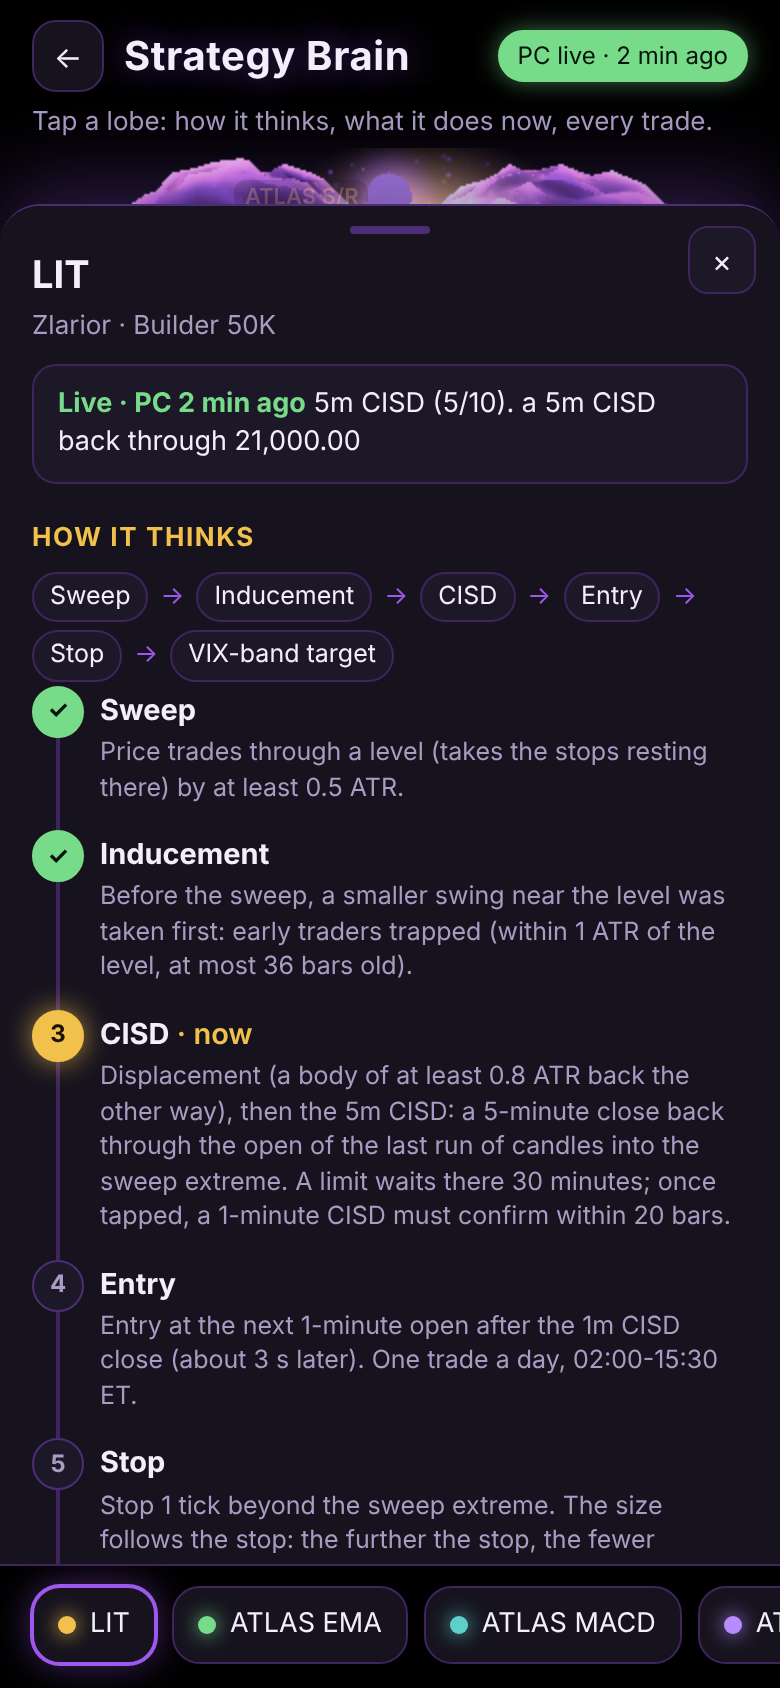 ←
Strategy Brain
PC live · 2 min ago
Tap a lobe: how it thinks, what it does now, every trade.
ATLAS S/R
×
LIT
Zlarior · Builder 50K
Live · PC 2 min ago 5m CISD (5/10). a 5m CISD
back through 21,000.00
HOW IT THINKS
Sweep → Inducement → CISD → Entry →
Stop → VIX-band target
✓ Sweep
Price trades through a level (takes the stops resting
there) by at least 0.5 ATR.
✓ Inducement
Before the sweep, a smaller swing near the level was
taken first: early traders trapped (within 1 ATR of the
level, at most 36 bars old).
3 CISD · now
Displacement (a body of at least 0.8 ATR back the
other way), then the 5m CISD: a 5-minute close back
through the open of the last run of candles into the
sweep extreme. A limit waits there 30 minutes; once
tapped, a 1-minute CISD must confirm within 20 bars.
4 Entry
Entry at the next 1-minute open after the 1m CISD
close (about 3 s later). One trade a day, 02:00-15:30
ET.
5 Stop
Stop 1 tick beyond the sweep extreme. The size
follows the stop: the further the stop, the fewer
LIT
ATLAS EMA
ATLAS MACD